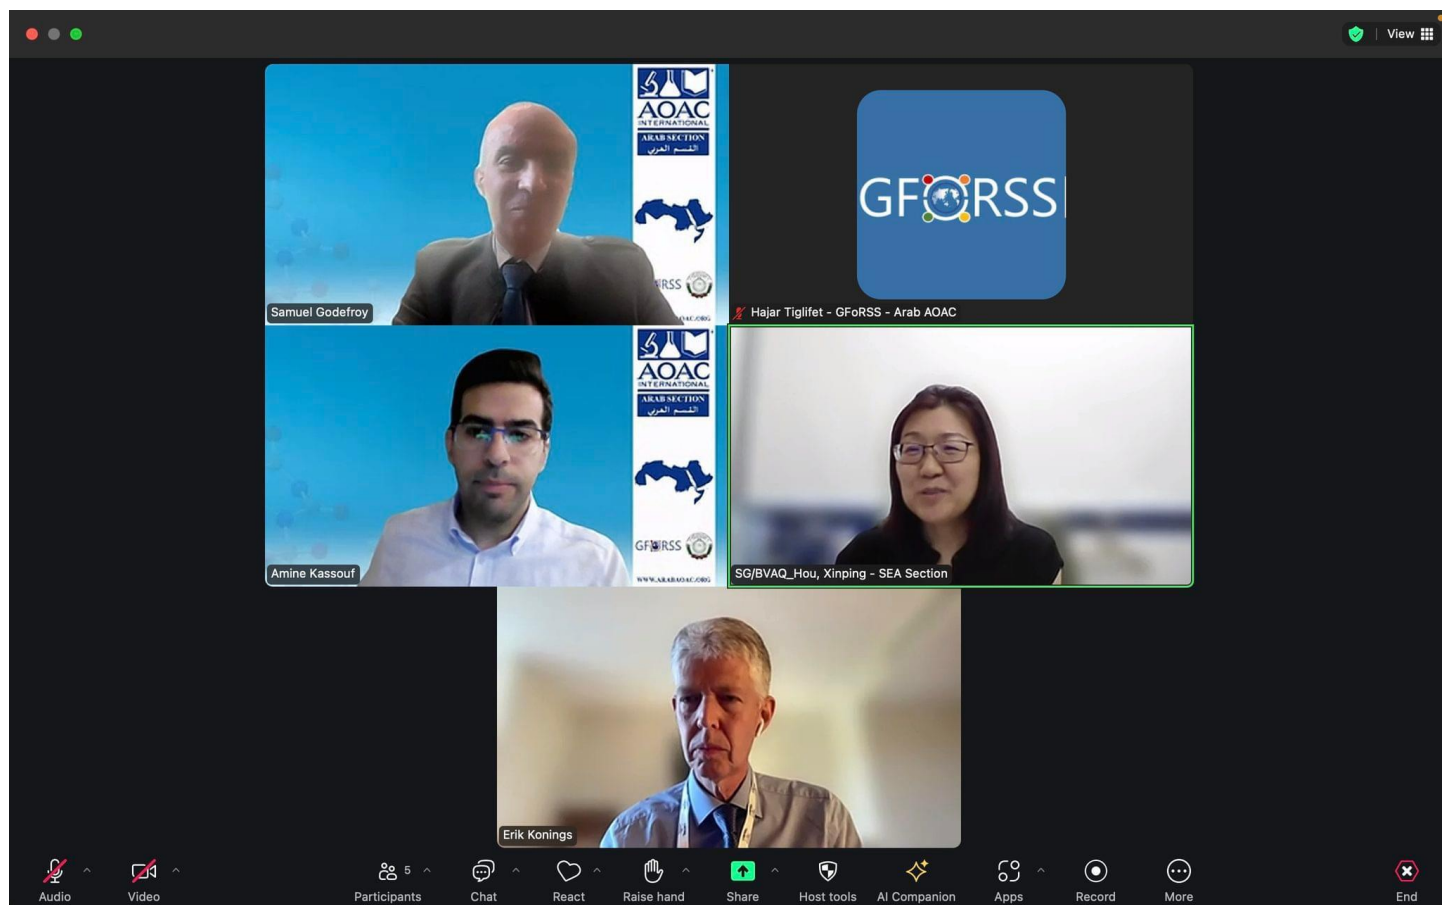 View
AOAC
INTERNATIONAL
ARAB SECTION
القسم العربي
RSS
Samuel Godefroy
GFORSS
Hajar Tiglifet - GFoRSS - Arab AOAC
AOAC
INTERNATIONAL
ARAB SECTION
القسم العربي
GFORSS
WWW.ARABAOAC.ORG
Amine Kassouf
SG/BVAQ_Hou, Xinping - SEA Section
Erik Konings
5
Audio
Video
Participants
Chat
React
Raise hand
Share
Host tools
AI Companion
Apps
Record
More
End